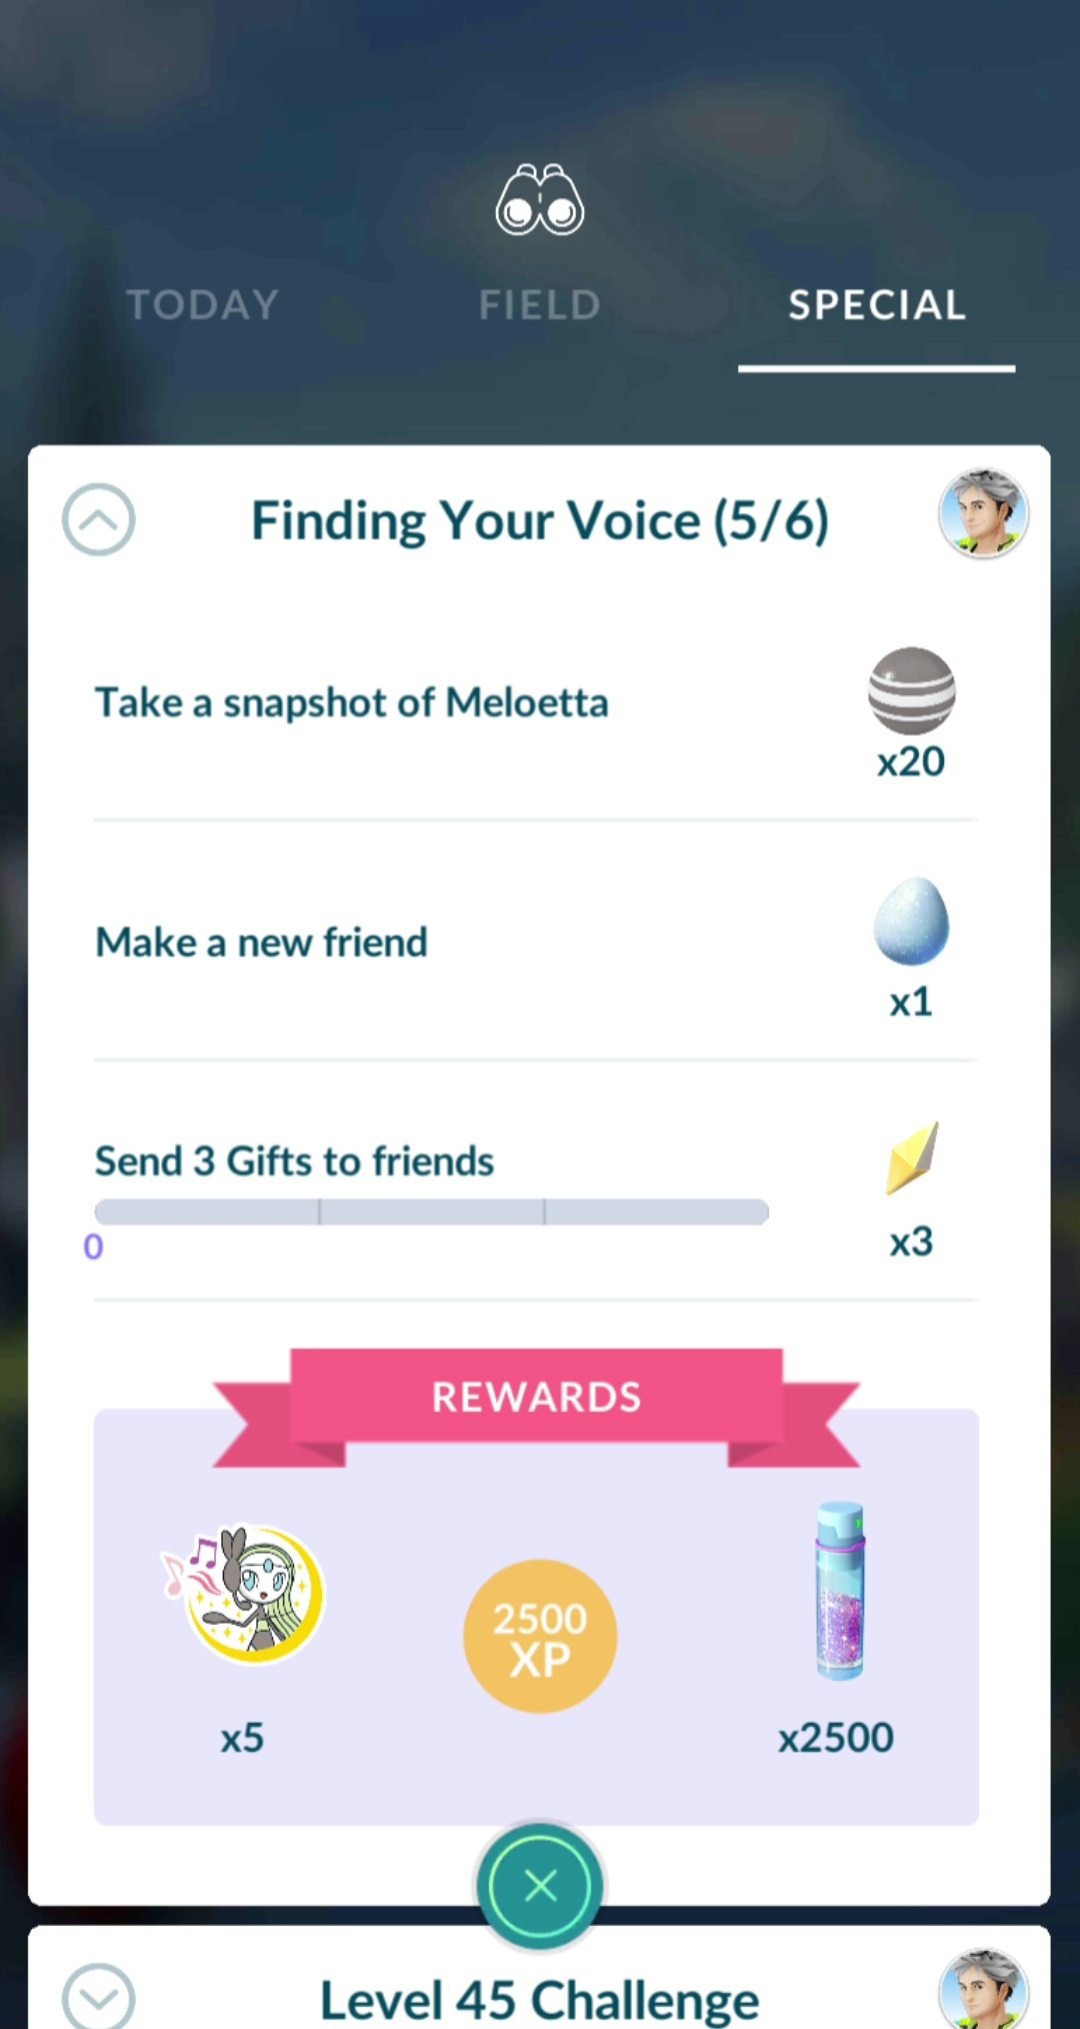 TODAY FIELD SPECIAL
Finding Your Voice (5/6)
Take a snapshot of Meloetta
x20
Make a new friend
x1
Send 3 Gifts to friends
0
x3
REWARDS
2500
XP
x5
x2500
Level 45 Challenge